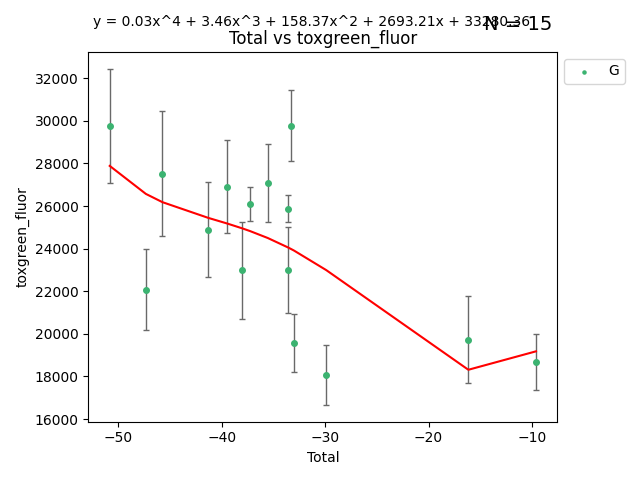 y = 0.03x^4 + 3.46x^3 + 158.37x^2 + 2693.21x + 33280.36
N = 15
Total vs toxgreen_fluor
G
32000
30000
28000
26000
24000
22000
20000
18000
16000
toxgreen_fluor
−50
−40
−30
−20
−10
Total